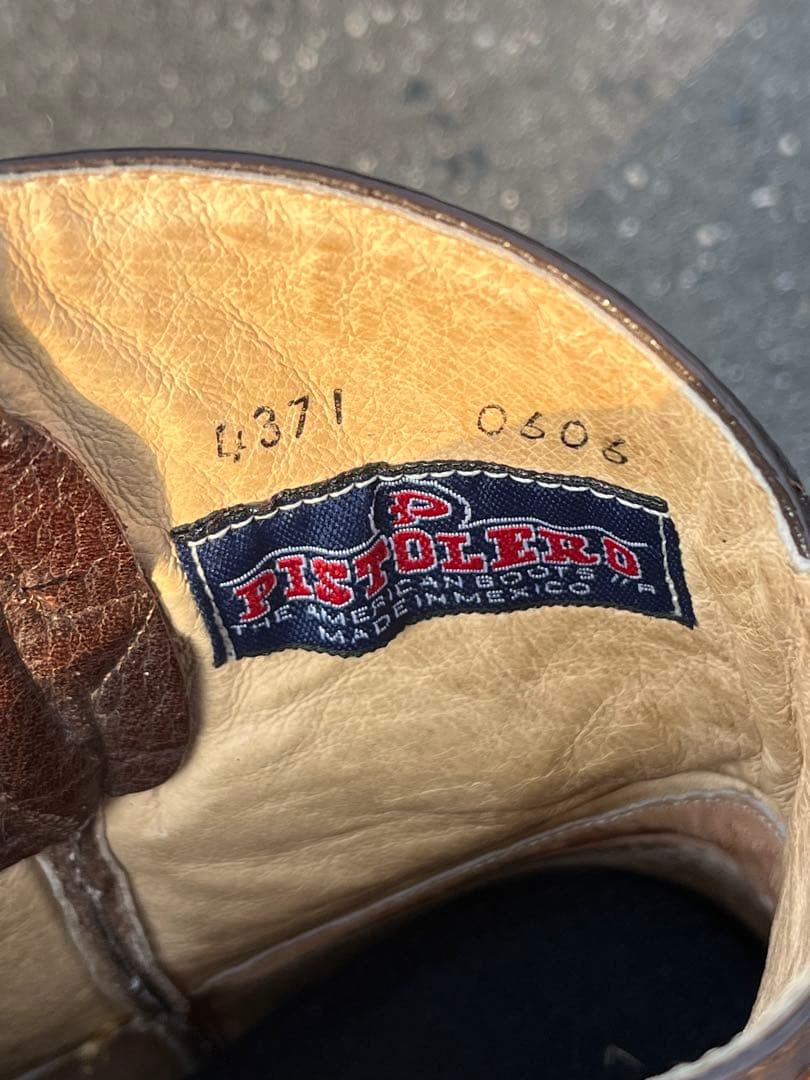 4371 0606
P
PISTOLERO
THE AMERICAN BOOTS //R
MADE IN MEXICO